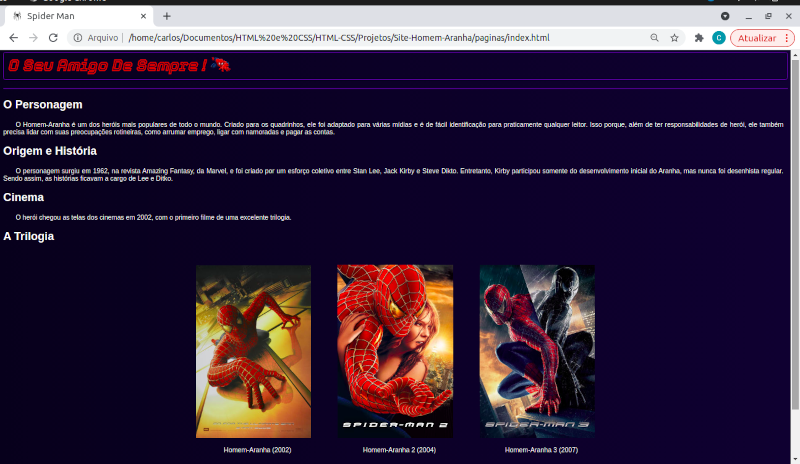 Spider Man
Arquivo | /home/carlos/Documentos/HTML%20e%20CSS/HTML-CSS/Projetos/Site-Homem-Aranha/paginas/index.html
C
Atualizar
O Seu Amigo De Sempre !
O Personagem
O Homem-Aranha é um dos heróis mais populares de todo o mundo. Criado para os quadrinhos, ele foi adaptado para várias mídias e é de fácil identificação para praticamente qualquer leitor. Isso porque, além de ter responsabilidades de herói, ele também
precisa lidar com suas preocupações rotineiras, como arrumar emprego, ligar com namoradas e pagar as contas.
Origem e História
O personagem surgiu em 1962, na revista Amazing Fantasy, da Marvel, e foi criado por um esforço coletivo entre Stan Lee, Jack Kirby e Steve Dikto. Entretanto, Kirby participou somente do desenvolvimento inicial do Aranha, mas nunca foi desenhista regular.
Sendo assim, as histórias ficavam a cargo de Lee e Ditko.
Cinema
O herói chegou as telas dos cinemas em 2002, com o primeiro filme de uma excelente trilogia.
A Trilogia
SPIDER-MAN 2
SPIDER-MAN 3
Homem-Aranha (2002)
Homem-Aranha 2 (2004)
Homem-Aranha 3 (2007)